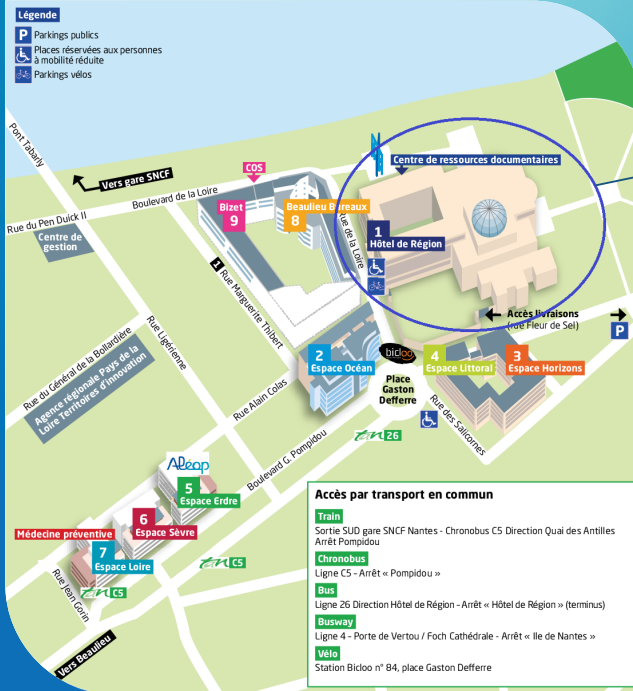 Légende
P Parkings publics
Places réservées aux personnes
à mobilité réduite
Parkings vélos
Pont Tabarly
Vers gare SNCF
COS
Centre de ressources documentaires
Boulevard de la Loire
Bizet
9
Beaulieu Bureaux
8
Rue de la Loire
1
Hôtel de Région
Rue du Pen Duick II
Centre de
gestion
1 Rue Marguerite Thibert
Accès livraisons
(rue Fleur de Sel)
P
Rue Ligérienne
Rue du Général de la Bollardière
Agence régionale Pays de la
Loire Territoires d'innovation
2
Espace Océan
bicloo
4
Espace Littoral
3
Espace Horizons
Place
Gaston
Defferre
Rue Alain Colas
Rue des Salicornes
tan 26
Boulevard G. Pompidou
APéap
5
Espace Erdre
6
Espace Sèvre
Médecine préventive
7
Espace Loire
tan C5
tan C5
Rue Jean Gorin
Vers Beaulieu
Accès par transport en commun
Train
Sortie SUD gare SNCF Nantes - Chronobus C5 Direction Quai des Antilles
Arrêt Pompidou
Chronobus
Ligne C5 - Arrêt « Pompidou »
Bus
Ligne 26 Direction Hôtel de Région - Arrêt « Hôtel de Région » (terminus)
Busway
Ligne 4 - Porte de Vertou / Foch Cathédrale - Arrêt « Ile de Nantes »
Vélo
Station Bicloo n° 84, place Gaston Defferre